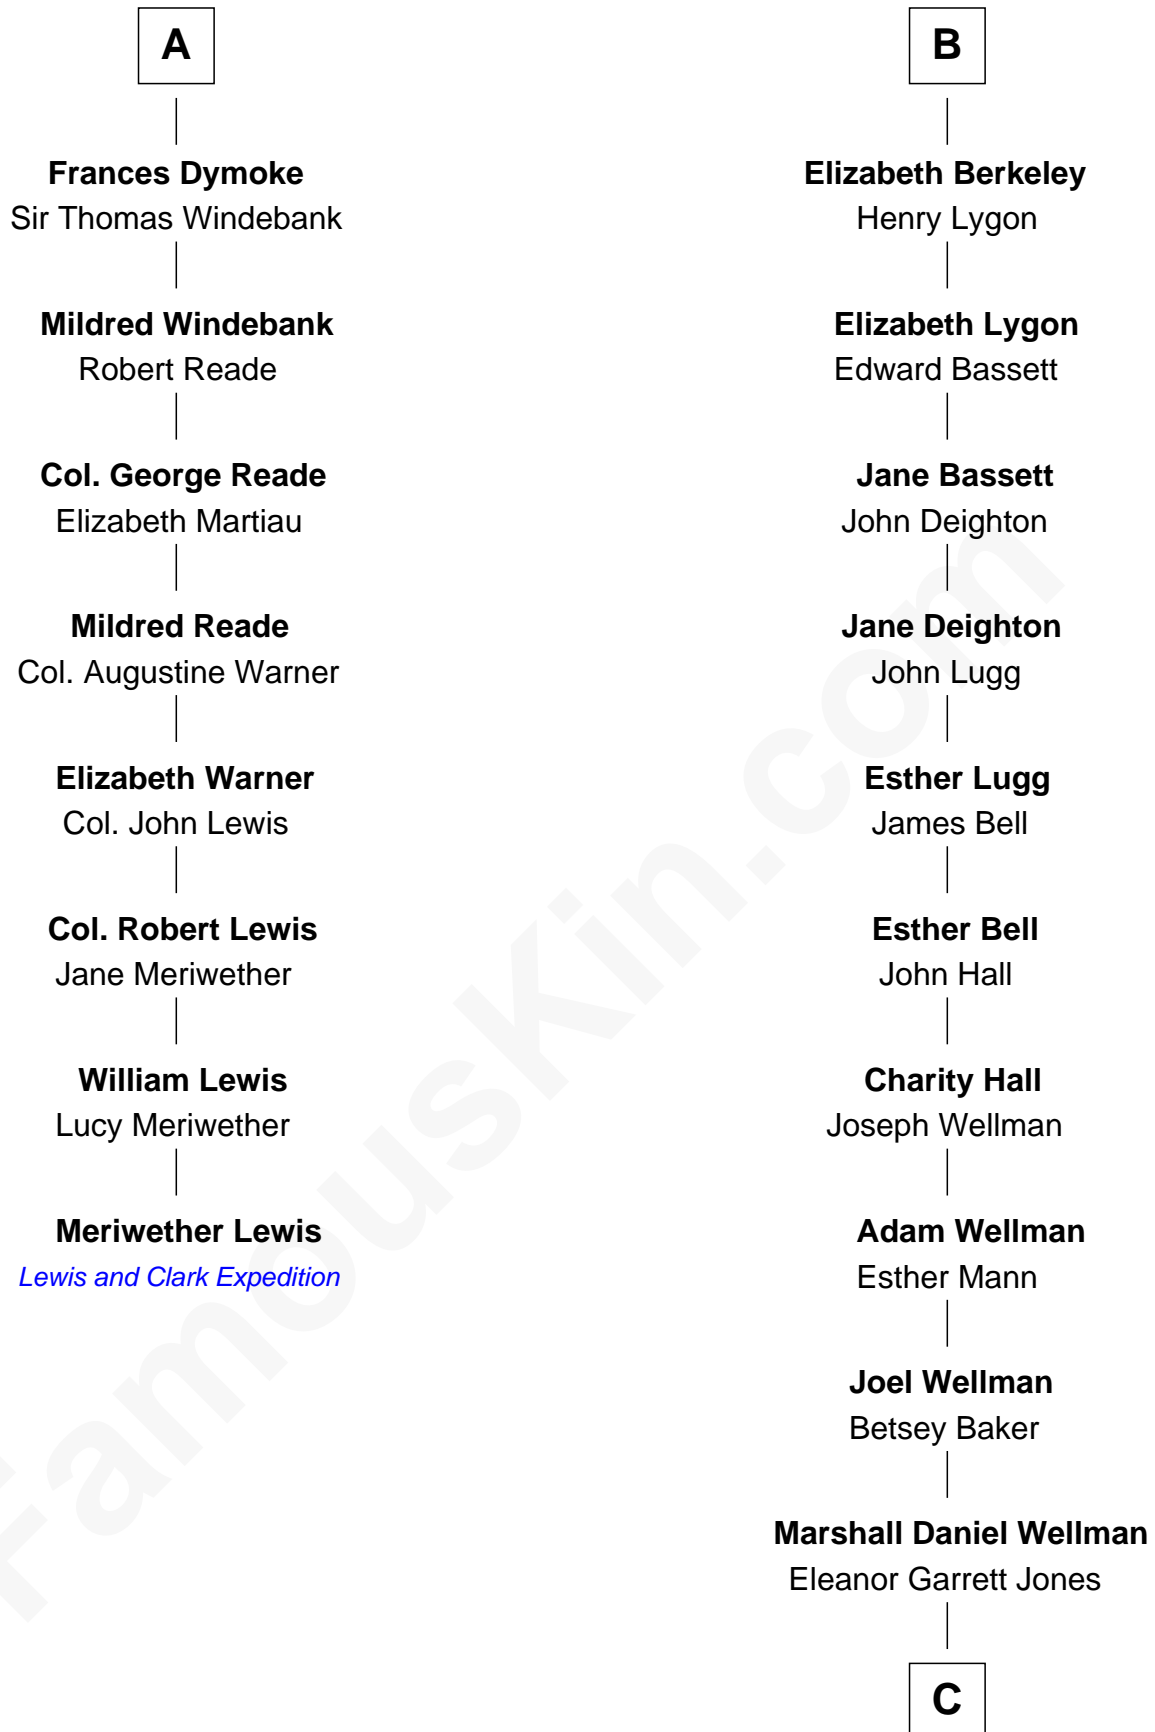 A
Frances Dymoke
Sir Thomas Windebank
Mildred Windebank
Robert Reade
Col. George Reade
Elizabeth Martiau
Mildred Reade
Col. Augustine Warner
Elizabeth Warner
Col. John Lewis
Col. Robert Lewis
Jane Meriwether
William Lewis
Lucy Meriwether
Meriwether Lewis
Lewis and Clark Expedition
B
Elizabeth Berkeley
Henry Lygon
Elizabeth Lygon
Edward Bassett
Jane Bassett
John Deighton
Jane Deighton
John Lugg
Esther Lugg
James Bell
Esther Bell
John Hall
Charity Hall
Joseph Wellman
Adam Wellman
Esther Mann
Joel Wellman
Betsey Baker
Marshall Daniel Wellman
Eleanor Garrett Jones
C
FamousKin.com